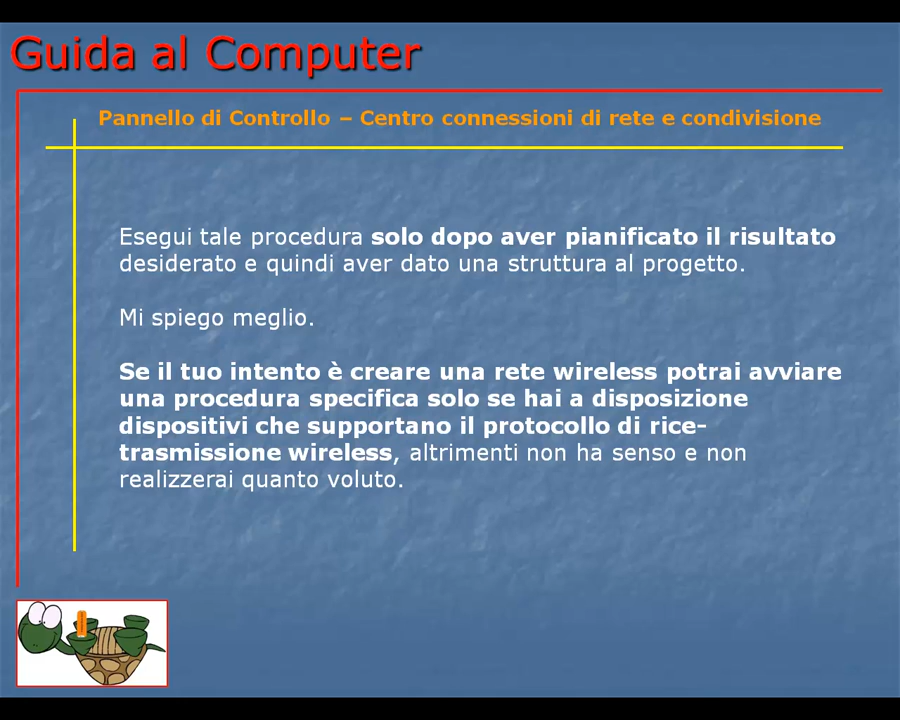 Guida al Computer
Pannello di Controllo – Centro connessioni di rete e condivisione
Esegui tale procedura solo dopo aver pianificato il risultato
desiderato e quindi aver dato una struttura al progetto.
Mi spiego meglio.
Se il tuo intento è creare una rete wireless potrai avviare
una procedura specifica solo se hai a disposizione
dispositivi che supportano il protocollo di rice-
trasmissione wireless, altrimenti non ha senso e non
realizzerai quanto voluto.